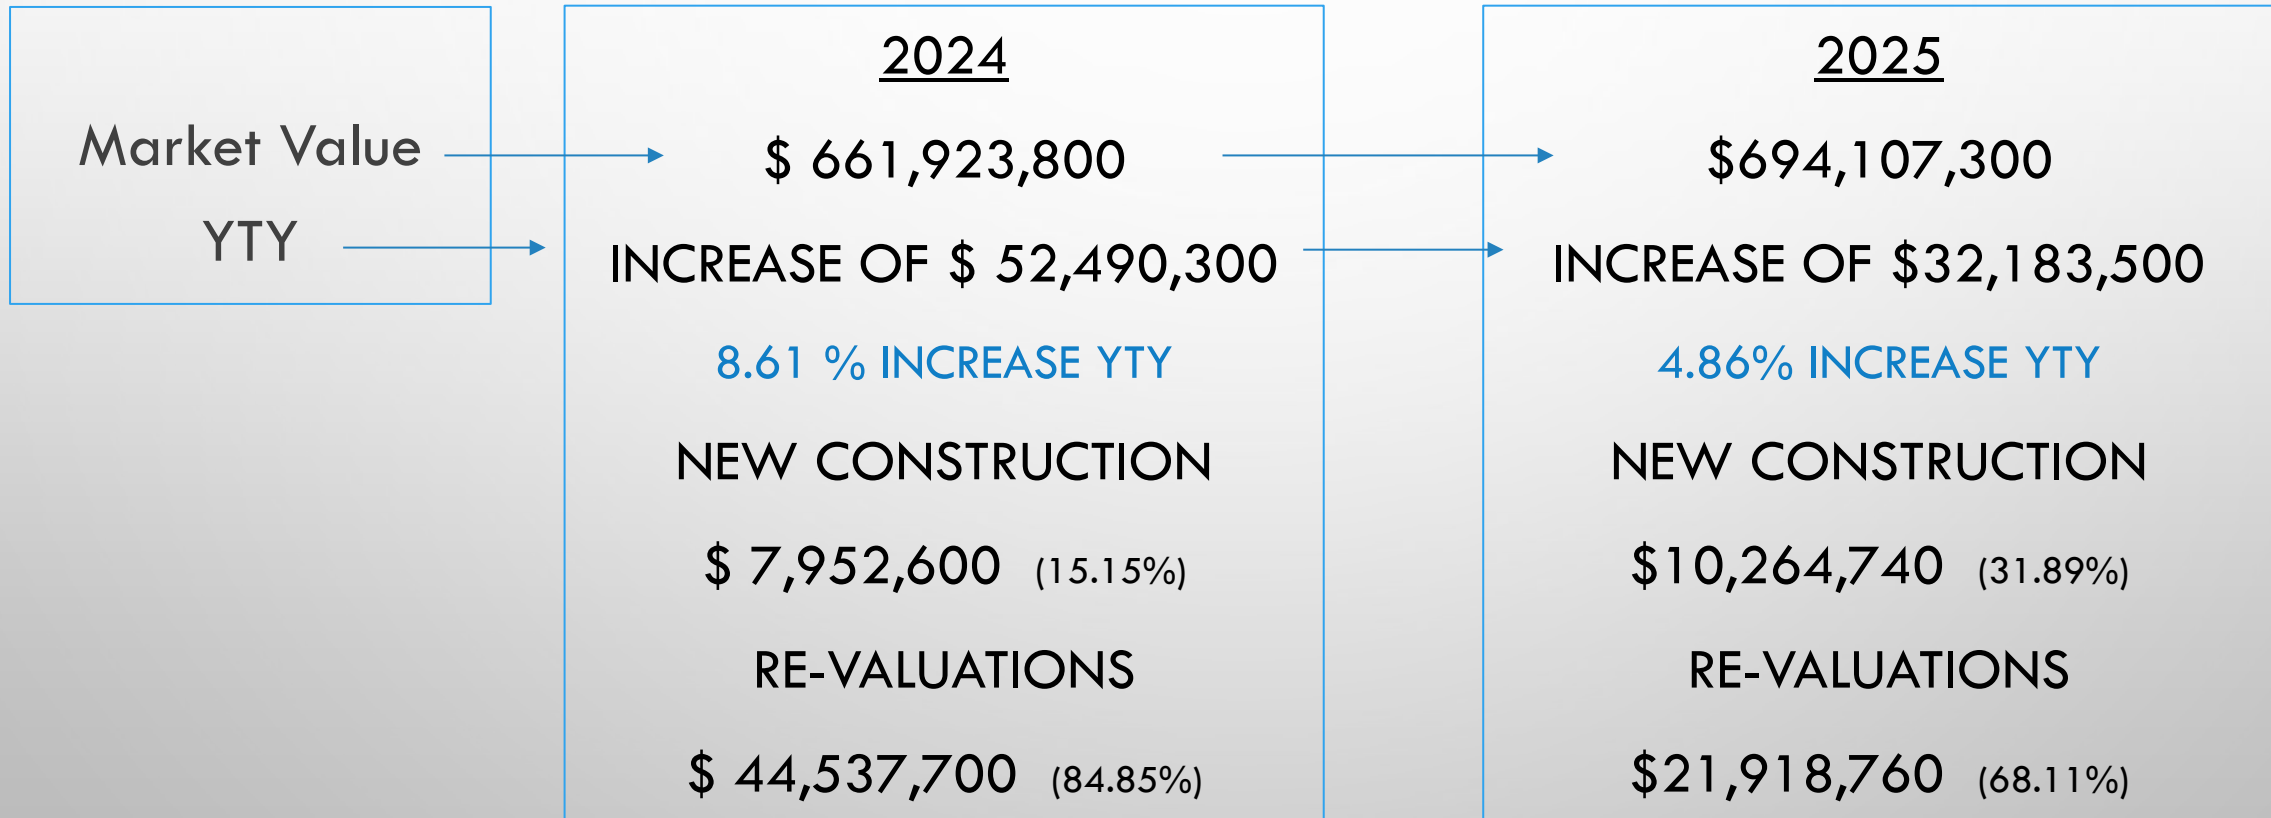 Market Value
YTY
2024
$ 661,923,800
INCREASE OF $ 52,490,300
8.61 % INCREASE YTY
NEW CONSTRUCTION
$ 7,952,600 (15.15%)
RE-VALUATIONS
$ 44,537,700 (84.85%)
2025
$694,107,300
INCREASE OF $32,183,500
4.86% INCREASE YTY
NEW CONSTRUCTION
$10,264,740 (31.89%)
RE-VALUATIONS
$21,918,760 (68.11%)